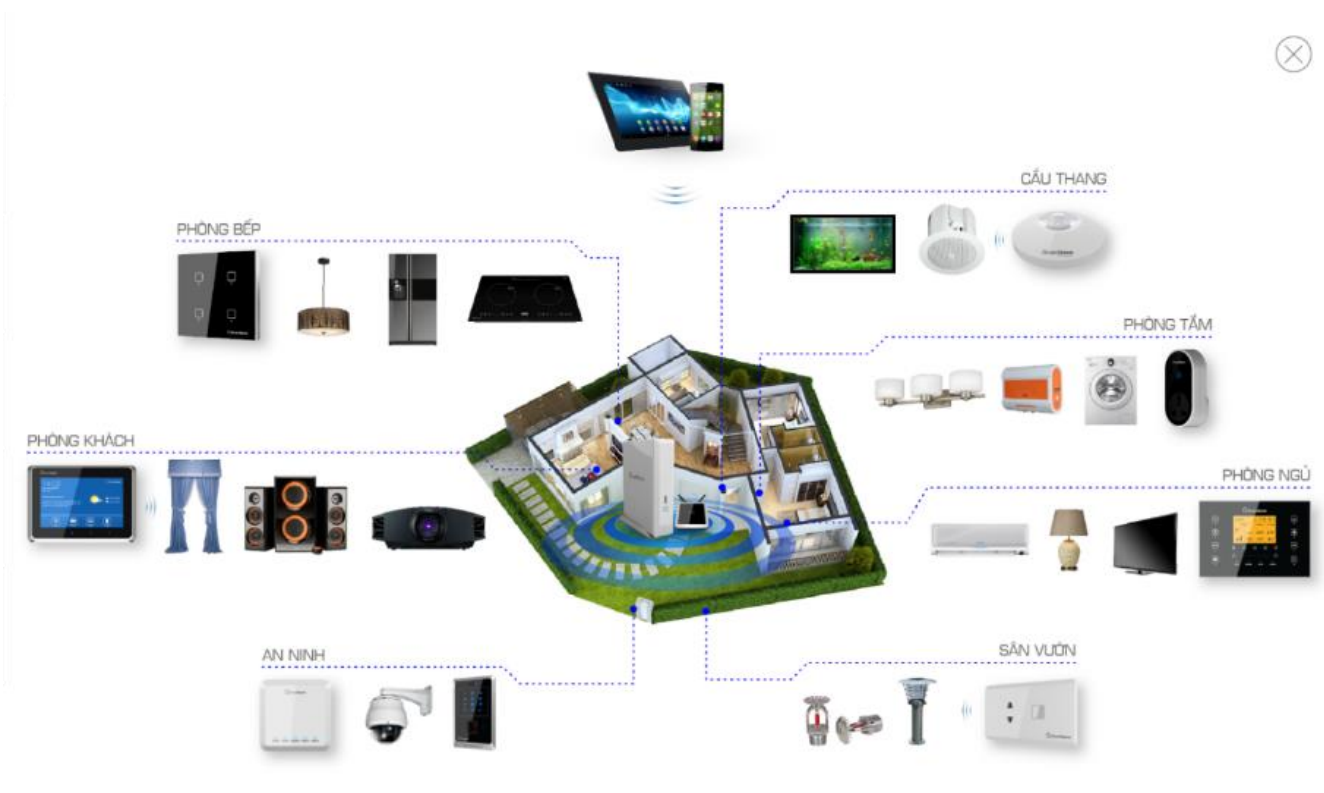 CẦU THANG
PHÒNG BẾP
PHÒNG TẮM
PHÒNG KHÁCH
PHÒNG NGỦ
AN NINH
SÂN VƯỜN